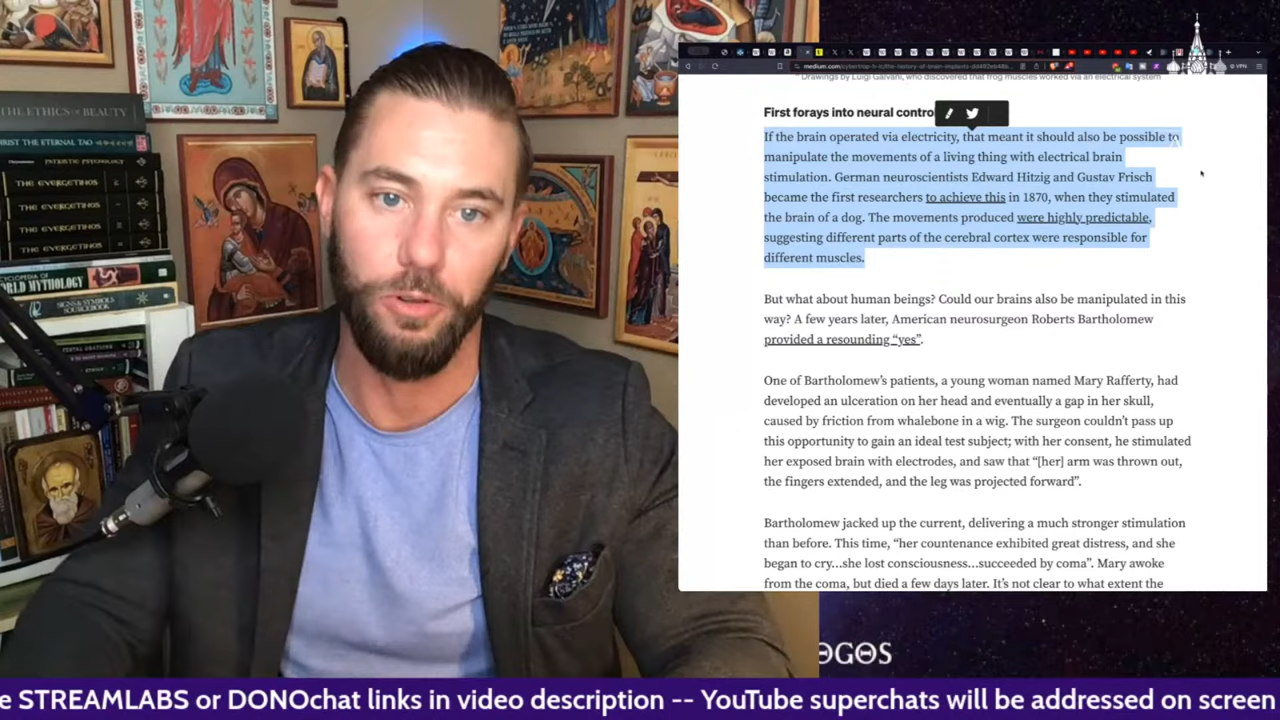 THE ETHICS OF BEAUTY
CHRIST THE ETERNAL TAO
PATRISTIC PSYCHOLOGY
THE EVERGETINOS
THE EVERGETINOS
THE EVERGETINOS
THE EVERGETINOS
WORLD MYTHOLOGY
SIGNS & SYMBOLS
SOURCEBOOK
VPN
Drawings by Luigi Galvani, who discovered that frog muscles worked via an electrical system
First forays into neural control
If the brain operated via electricity, that meant it should also be possible to
manipulate the movements of a living thing with electrical brain
stimulation. German neuroscientists Edward Hitzig and Gustav Frisch
became the first researchers to achieve this in 1870, when they stimulated
the brain of a dog. The movements produced were highly predictable,
suggesting different parts of the cerebral cortex were responsible for
different muscles.
But what about human beings? Could our brains also be manipulated in this
way? A few years later, American neurosurgeon Roberts Bartholomew
provided a resounding “yes”.
One of Bartholomew’s patients, a young woman named Mary Rafferty, had
developed an ulceration on her head and eventually a gap in her skull,
caused by friction from whalebone in a wig. The surgeon couldn’t pass up
this opportunity to gain an ideal test subject; with her consent, he stimulated
her exposed brain with electrodes, and saw that “[her] arm was thrown out,
the fingers extended, and the leg was projected forward”.
Bartholomew jacked up the current, delivering a much stronger stimulation
than before. This time, “her countenance exhibited great distress, and she
began to cry…she lost consciousness…succeeded by coma”. Mary awoke
from the coma, but died a few days later. It’s not clear to what extent the
OGOS
e STREAMLABS or DONOchat links in video description -- YouTube superchats will be addressed on screen